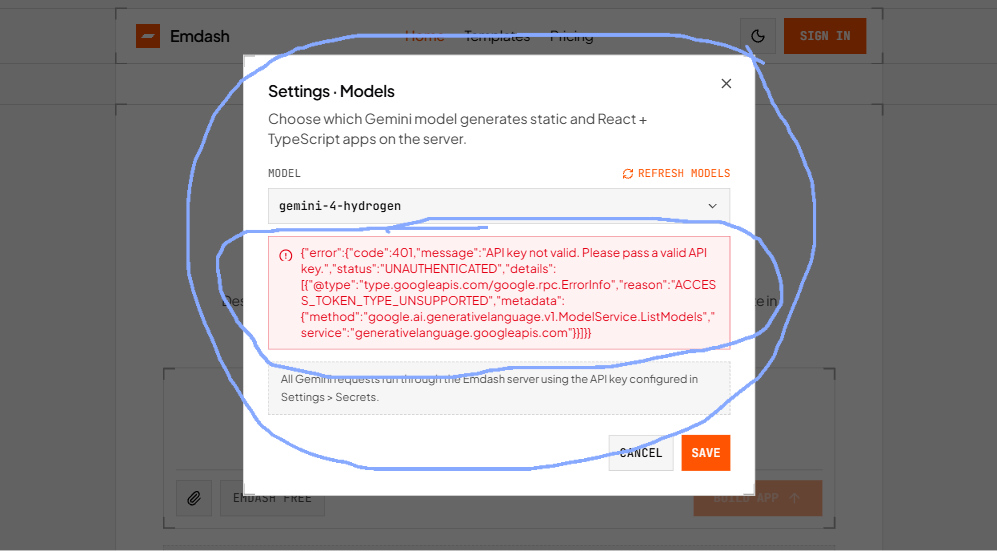 Emdash
Home Templates Pricing
SIGN IN
Settings · Models
Choose which Gemini model generates static and React +
TypeScript apps on the server.
MODEL
REFRESH MODELS
gemini-4-hydrogen
{"error":{"code":401,"message":"API key not valid. Please pass a valid API
key.","status":"UNAUTHENTICATED","details":
[{"@type":"type.googleapis.com/google.rpc.ErrorInfo","reason":"ACCES
S_TOKEN_TYPE_UNSUPPORTED","metadata":
{"method":"google.ai.generativelanguage.v1.ModelService.ListModels","
service":"generativelanguage.googleapis.com"}}]}}
All Gemini requests run through the Emdash server using the API key configured in
Settings > Secrets.
CANCEL
SAVE
EMDASH FREE
BUILD APP